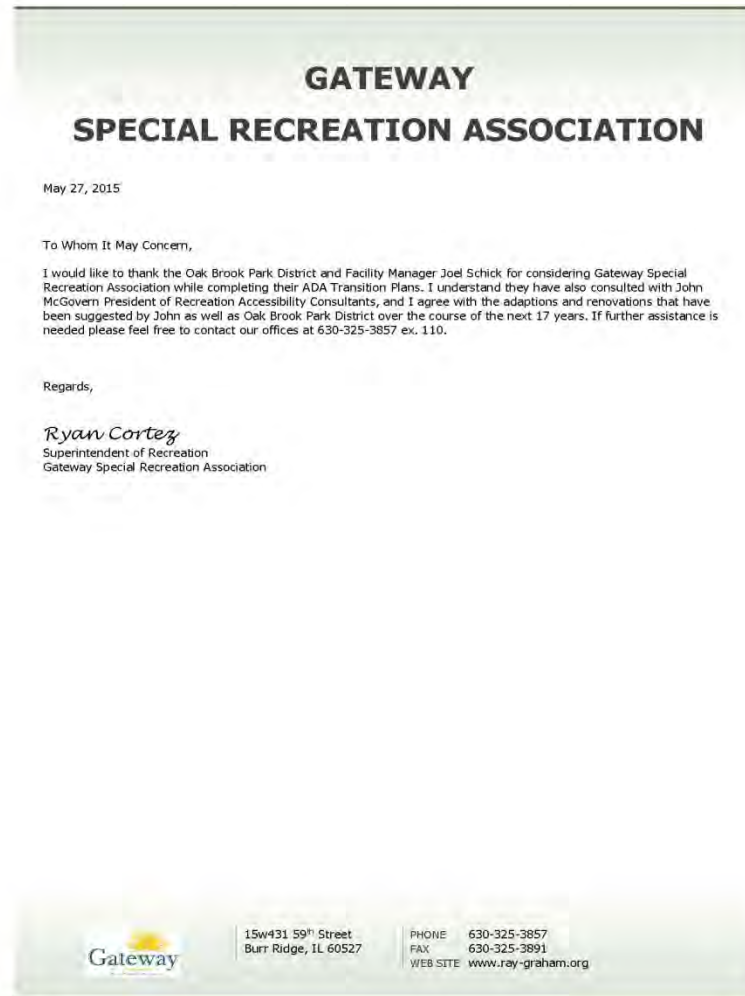 GATEWAY
SPECIAL RECREATION ASSOCIATION
May 27, 2015
To Whom It May Concern,
I would like to thank the Oak Brook Park District and Facility Manager Joel Schick for considering Gateway Special
Recreation Association while completing their ADA Transition Plans. I understand they have also consulted with John
McGovern President of Recreation Accessibility Consultants, and I agree with the adaptions and renovations that have
been suggested by John as well as Oak Brook Park District over the course of the next 17 years. If further assistance is
needed please feel free to contact our offices at 630-325-3857 ex. 110.
Regards,
Ryan Cortez
Superintendent of Recreation
Gateway Special Recreation Association
Gateway
15w431 59th Street
Burr Ridge, IL 60527
PHONE 630-325-3857
FAX 630-325-3891
WEB SITE www.ray-graham.org